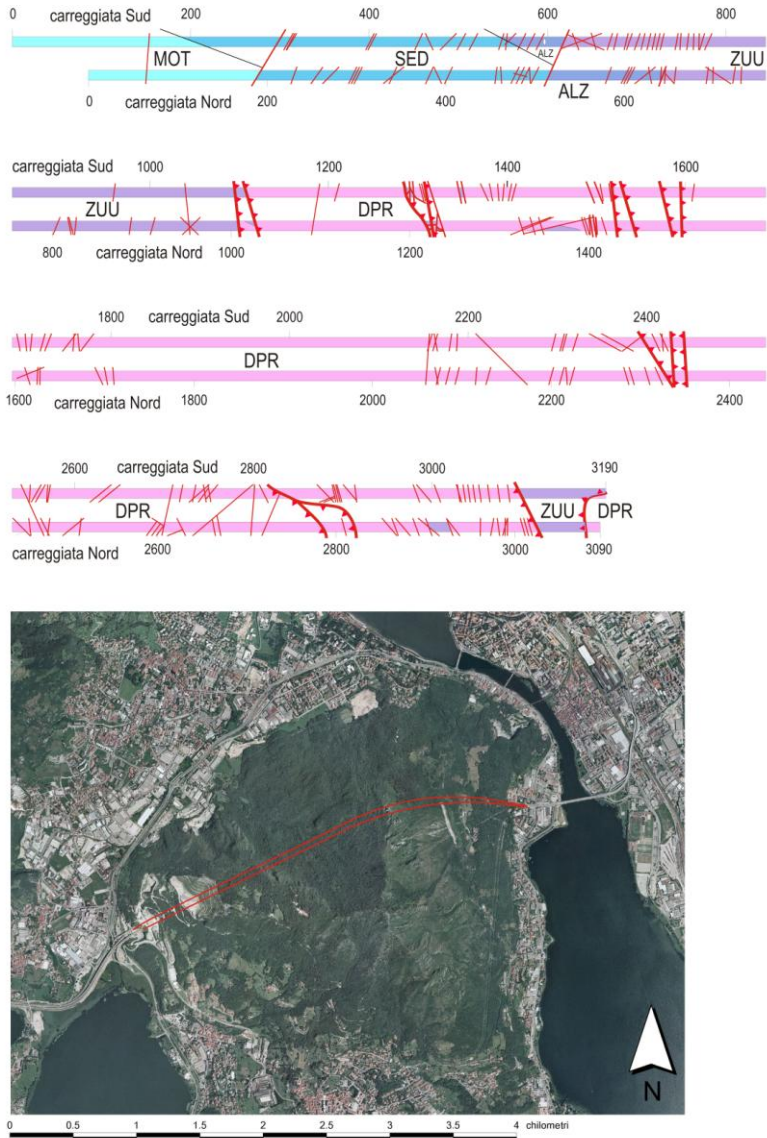 carreggiata Sud
0 200 400 600 800
MOT SED ALZ ZUU
0 200 400 ALZ 600
carreggiata Nord
carreggiata Sud 1000 1200 1400 1600
ZUU DPR
800 carreggiata Nord 1000 1200 1400
1800 carreggiata Sud 2000 2200 2400
DPR
1600 carreggiata Nord 1800 2000 2200 2400
2600 carreggiata Sud 2800 3000 3190
DPR ZUU DPR
carreggiata Nord 2600 2800 3000 3090
N
0 0.5 1 1.5 2 2.5 3 3.5 4 chilometri